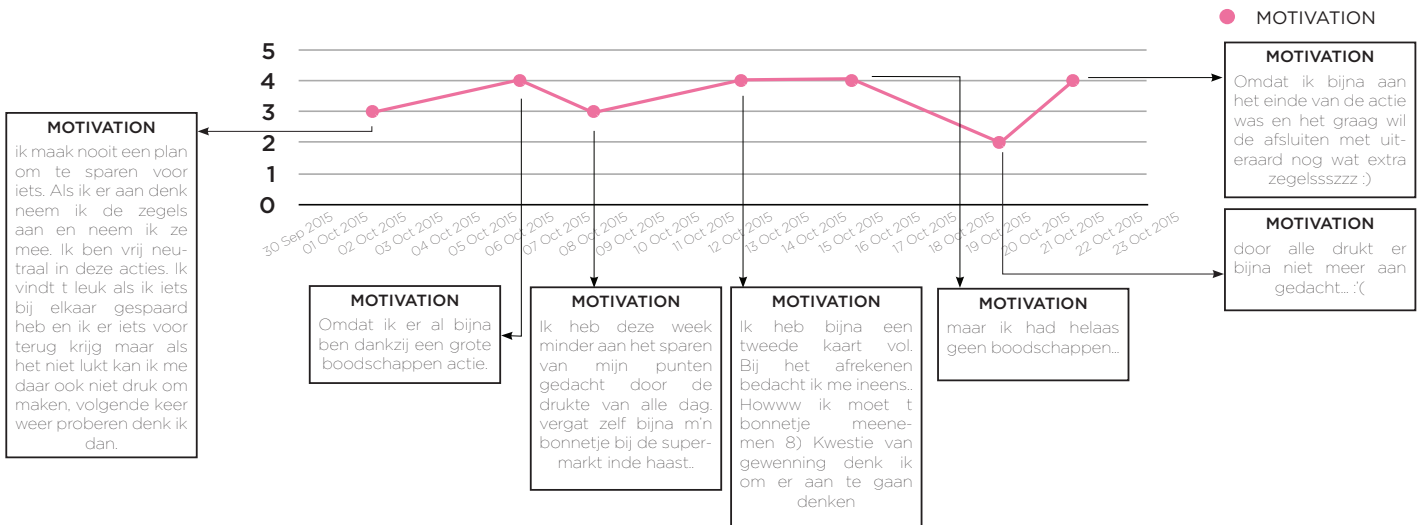 MOTIVATION
5
4
3
2
1
0
30 Sep 2015
01 Oct 2015
02 Oct 2015
03 Oct 2015
04 Oct 2015
05 Oct 2015
06 Oct 2015
07 Oct 2015
08 Oct 2015
09 Oct 2015
10 Oct 2015
11 Oct 2015
12 Oct 2015
13 Oct 2015
14 Oct 2015
15 Oct 2015
16 Oct 2015
17 Oct 2015
18 Oct 2015
19 Oct 2015
20 Oct 2015
21 Oct 2015
22 Oct 2015
23 Oct 2015
MOTIVATION
ik maak nooit een plan
om te sparen voor
iets. Als ik er aan denk
neem ik de zegels
aan en neem ik ze
mee. Ik ben vrij neu-
traal in deze acties. Ik
vindt t leuk als ik iets
bij elkaar gespaard
heb en ik er iets voor
terug krijg maar als
het niet lukt kan ik me
daar ook niet druk om
maken, volgende keer
weer proberen denk ik
dan.
MOTIVATION
Omdat ik er al bijna
ben dankzij een grote
boodschappen actie.
MOTIVATION
Ik heb deze week
minder aan het sparen
van mijn punten
gedacht door de
drukte van alle dag.
vergat zelf bijna m'n
bonnetje bij de super-
markt inde haast..
MOTIVATION
Ik heb bijna een
tweede kaart vol.
Bij het afrekenen
bedacht ik me ineens..
Howww ik moet t
bonnetje meene-
men 8) Kwestie van
gewenning denk ik
om er aan te gaan
denken
MOTIVATION
maar ik had helaas
geen boodschappen...
MOTIVATION
Omdat ik bijna aan
het einde van de actie
was en het graag wil
de afsluiten met uit-
eraard nog wat extra
zegelssszzz :)
MOTIVATION
door alle drukt er
bijna niet meer aan
gedacht... :'(